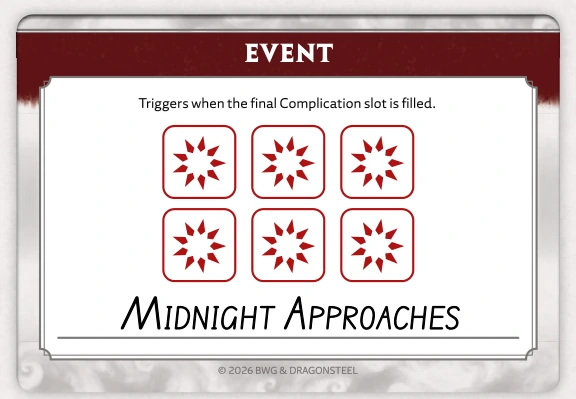 EVENT
Triggers when the final Complication slot is filled.
MIDNIGHT APPROACHES
© 2026 BWG & DRAGONSTEEL